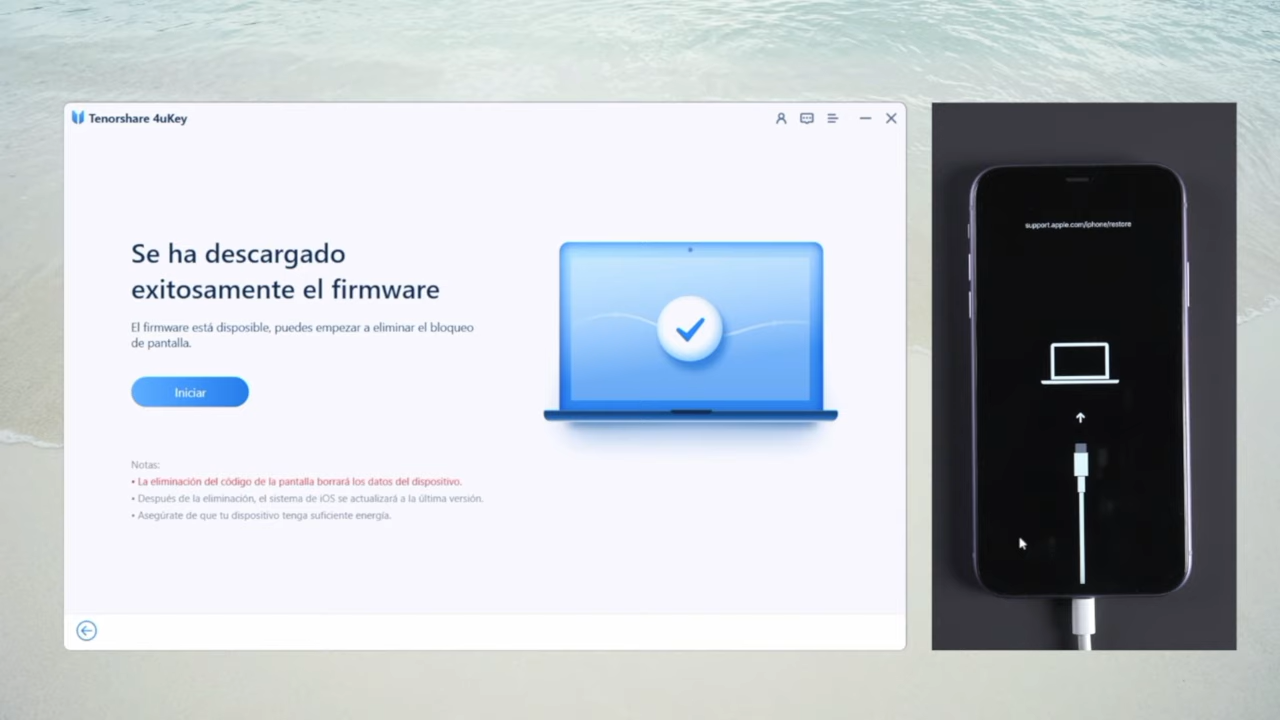 Tenorshare 4uKey
Se ha descargado
exitosamente el firmware
El firmware está disposible, puedes empezar a eliminar el bloqueo
de pantalla.
Iniciar
Notas:
• La eliminación del código de la pantalla borrará los datos del dispositivo.
• Después de la eliminación, el sistema de iOS se actualizará a la última versión.
• Asegúrate de que tu dispositivo tenga suficiente energía.
support.apple.com/iphone/restore